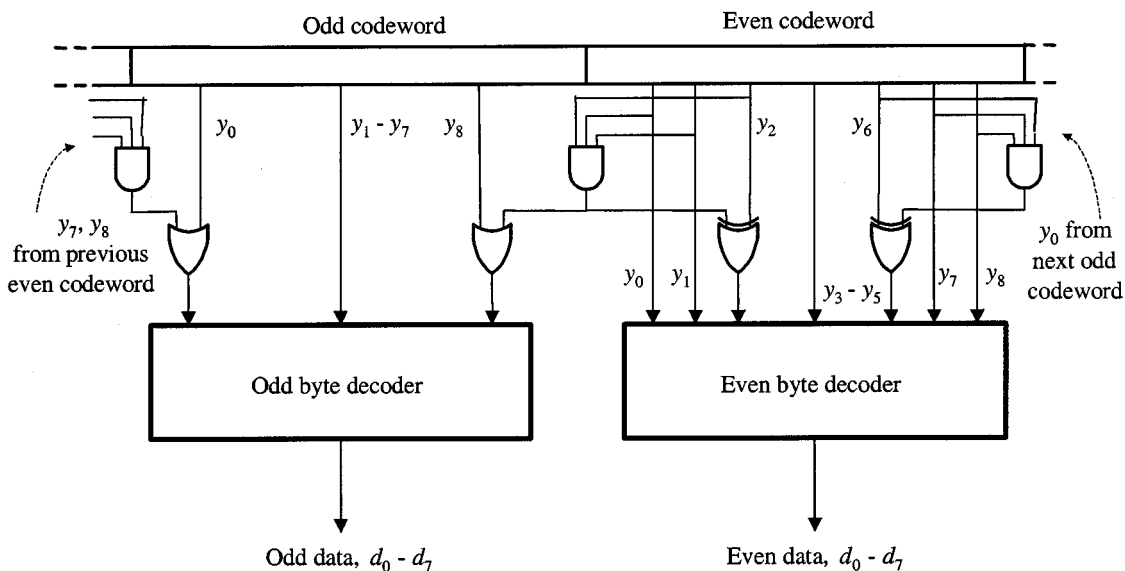 Odd codeword
Even codeword
y0
y1 - y7
y8
y2
y6
y7, y8
from previous
even codeword
y0 from
next odd
codeword
y0
y1
y3 - y5
y7
y8
Odd byte decoder
Even byte decoder
Odd data, d0 - d7
Even data, d0 - d7